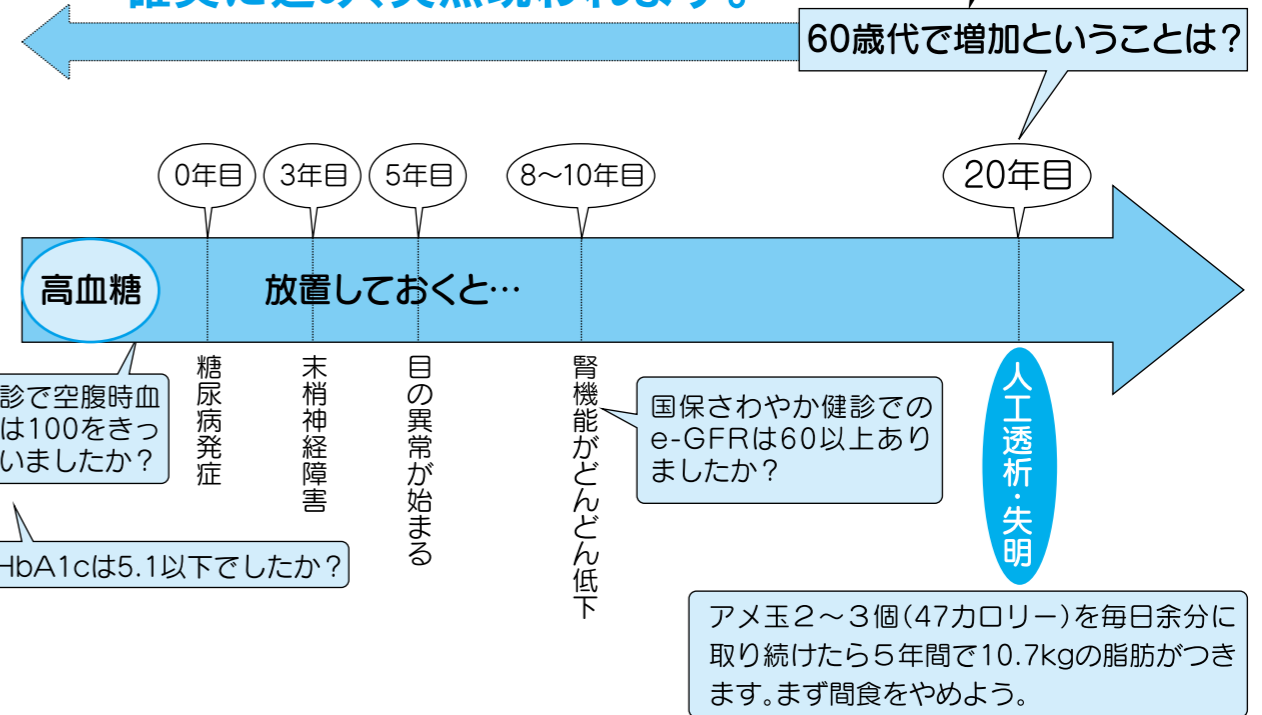 60歳代で増加ということは？
0年目
3年目
5年目
8〜10年目
20年目
高血糖
放置しておくと…
糖尿病発症
末梢神経障害
目の異常が始まる
腎機能がどんどん低下
人工透析・失明
診で空腹時血
は100をきっ
いましたか？
HbA1cは5.1以下でしたか？
国保さわやか健診での
e-GFRは60以上あり
ましたか？
アメ玉２〜３個（47カロリー）を毎日余分に
取り続けたら５年間で10.7kgの脂肪がつき
ます。まず間食をやめよう。